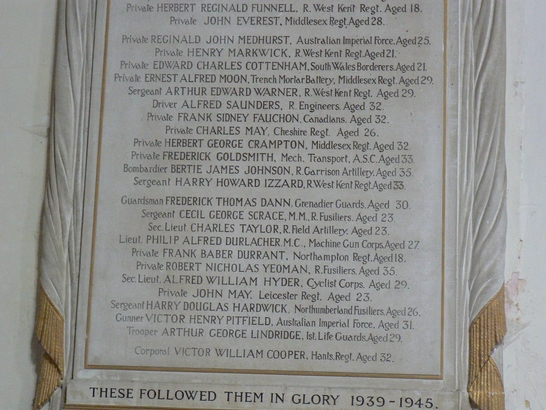 Private HERBERT REGINALD FUNNELL, R. West Kent Regt. Aged 18.
Private JOHN EVEREST, Middlesex Regt. Aged 28.
Private REGINALD JOHN MEDHURST, Australian Imperial Force. Aged 25.
Private HENRY MARKWICK, R. West Kent Regt. Aged 21.
Private EDWARD CHARLES COTTENHAM, South Wales Borderers. Aged 21.
Private ERNEST ALFRED MOON, Trench Mortar Battery, Middlesex Regt. Aged 29.
Sergeant ARTHUR EDWARD WARNER, R. West Kent Regt. Aged 29.
Driver ALFRED SAUNDERS, R. Engineers. Aged 32.
Private FRANK SIDNEY FAUCHON, Canadians. Aged 32.
Private CHARLES MAY, Cheshire Regt. Aged 26.
Private HERBERT GEORGE CRAMPTON, Middlesex Regt. Aged 32.
Private FREDERICK GOLDSMITH, Mech. Transport, A.S.C. Aged 33.
Bombardier BERTIE JAMES JOHNSON, R. Garrison Artillery. Aged 35.
Sergeant HARRY HOWARD IZZARD, R. West Kent Regt. Aged 33.
Guardsman FREDERICK THOMAS DANN, Grenadier Guards. Aged 30.
Sergeant CECIL GEORGE SCRACE, M.M., R. Fusiliers. Aged 23.
Sec. Lieut. CHARLES TAYLOR, R. Field Artillery. Aged 23.
Lieut. PHILIP ALFRED DURLACHER, M.C., Machine Gun Corps. Aged 27.
Private FRANK BABER DURRANT, Northampton Regt. Aged 18.
Private ROBERT NICHOLAS YEOMAN, R. Fusiliers. Aged 35.
Sec. Lieut. ALFRED WILLIAM HYDER, Cyclist Corps. Aged 29.
Private JOHN MAY, Leicester Regt. Aged 23.
Sergeant HARRY DOUGLAS HARDWICK, Northumberland Fusiliers. Aged 26.
Gunner VICTOR HENRY PITFIELD, Australian Imperial Force, Aged 31.
Trooper ARTHUR GEORGE LINDRIDGE, 1st. Life Guards. Aged 29.
Corporal VICTOR WILLIAM COOPER, Hants. Regt. Aged 32.
THESE FOLLOWED THEM IN GLORY 1939-1945.